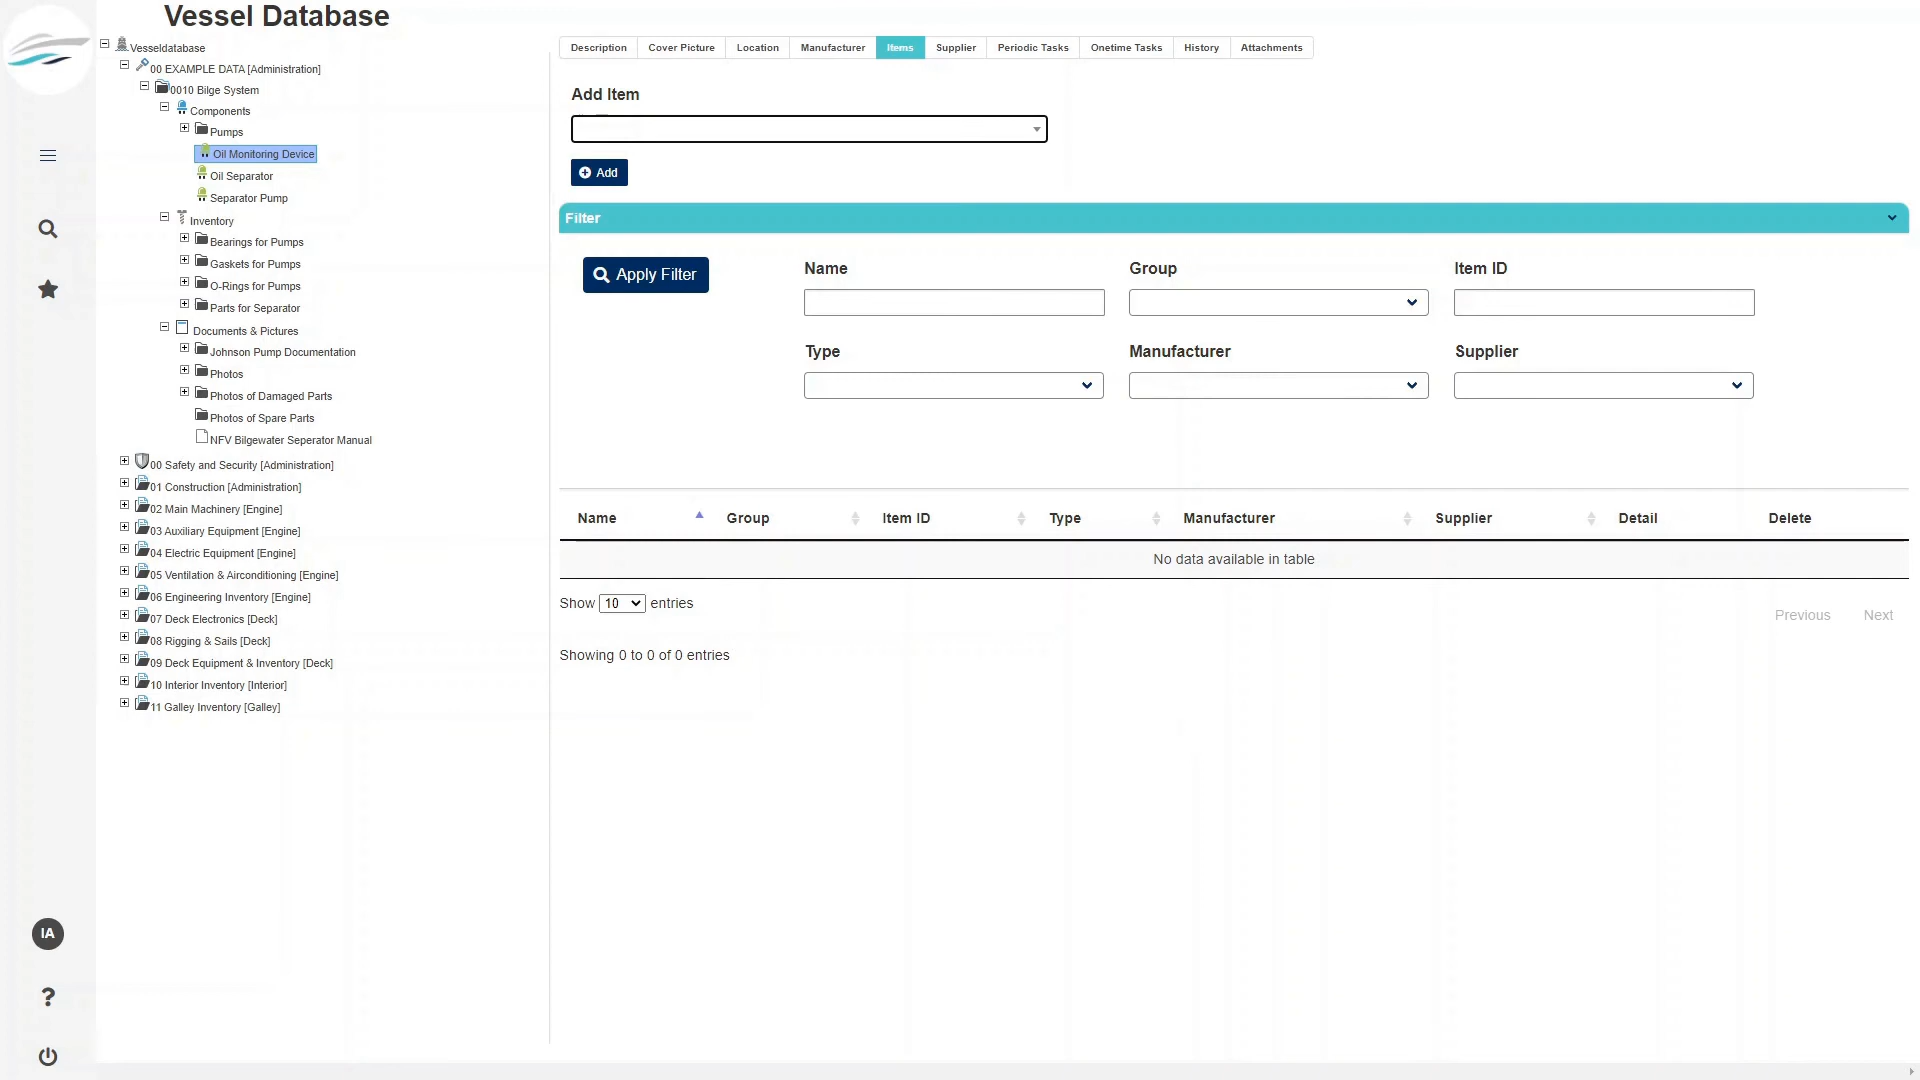 Vessel Database
Vesseldatabase
00 EXAMPLE DATA [Administration]
0010 Bilge System
Components
Pumps
Oil Monitoring Device
Oil Separator
Separator Pump
Inventory
Bearings for Pumps
Gaskets for Pumps
O-Rings for Pumps
Parts for Separator
Documents & Pictures
Johnson Pump Documentation
Photos
Photos of Damaged Parts
Photos of Spare Parts
NFV Bilgewater Seperator Manual
00 Safety and Security [Administration]
01 Construction [Administration]
02 Main Machinery [Engine]
03 Auxiliary Equipment [Engine]
04 Electric Equipment [Engine]
05 Ventilation & Airconditioning [Engine]
06 Engineering Inventory [Engine]
07 Deck Electronics [Deck]
08 Rigging & Sails [Deck]
09 Deck Equipment & Inventory [Deck]
10 Interior Inventory [Interior]
11 Galley Inventory [Galley]
IA
?
Description Cover Picture Location Manufacturer Items Supplier Periodic Tasks Onetime Tasks History Attachments
Add Item
Add
Filter
Apply Filter
Name Group Item ID
Type Manufacturer Supplier
Name Group Item ID Type Manufacturer Supplier Detail Delete
No data available in table
Show 10 entries
Previous Next
Showing 0 to 0 of 0 entries